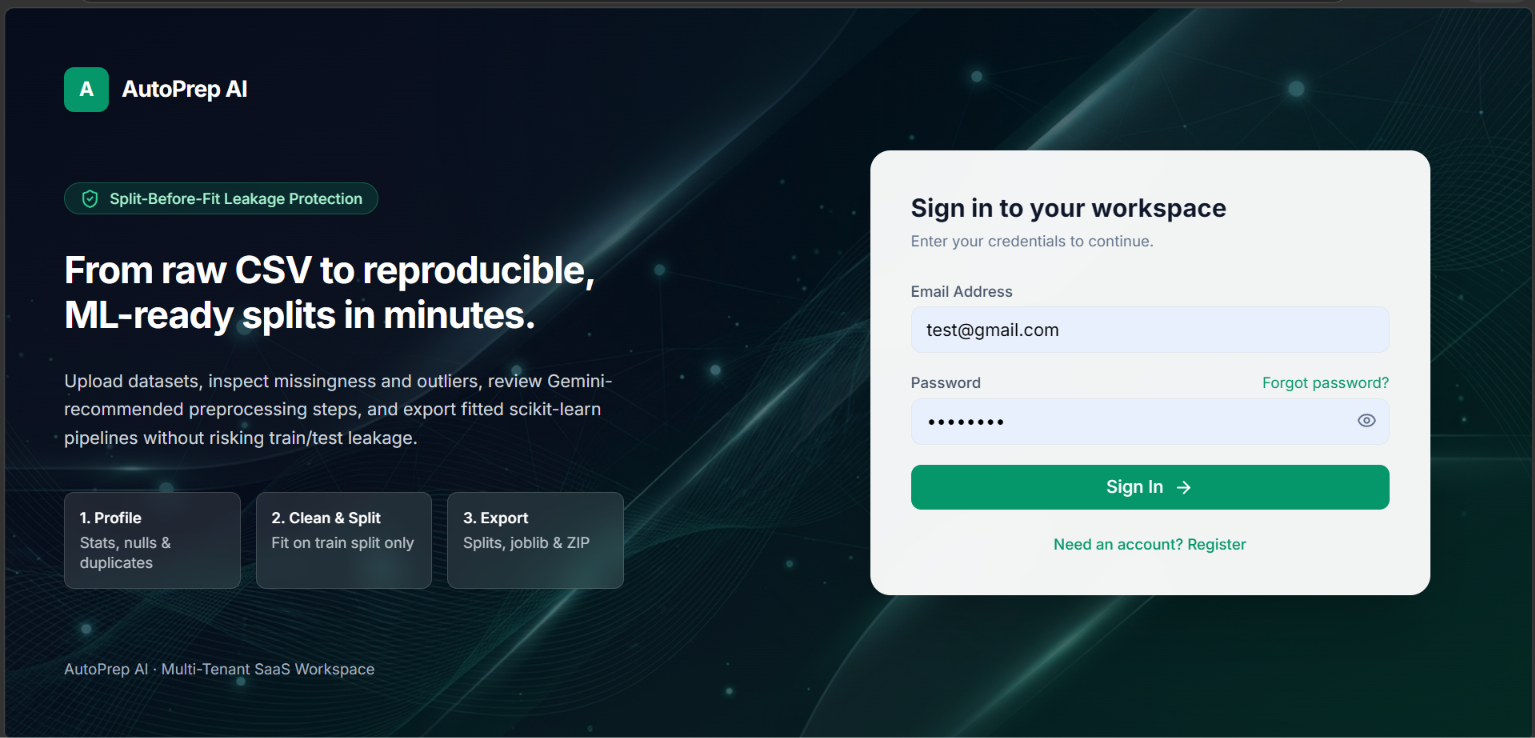 A
AutoPrep AI
Split-Before-Fit Leakage Protection
From raw CSV to reproducible,
ML-ready splits in minutes.
Upload datasets, inspect missingness and outliers, review Gemini-
recommended preprocessing steps, and export fitted scikit-learn
pipelines without risking train/test leakage.
1. Profile
Stats, nulls &
duplicates
2. Clean & Split
Fit on train split only
3. Export
Splits, joblib & ZIP
AutoPrep AI · Multi-Tenant SaaS Workspace
Sign in to your workspace
Enter your credentials to continue.
Email Address
test@gmail.com
Password
Forgot password?
••••••••
Sign In →
Need an account? Register